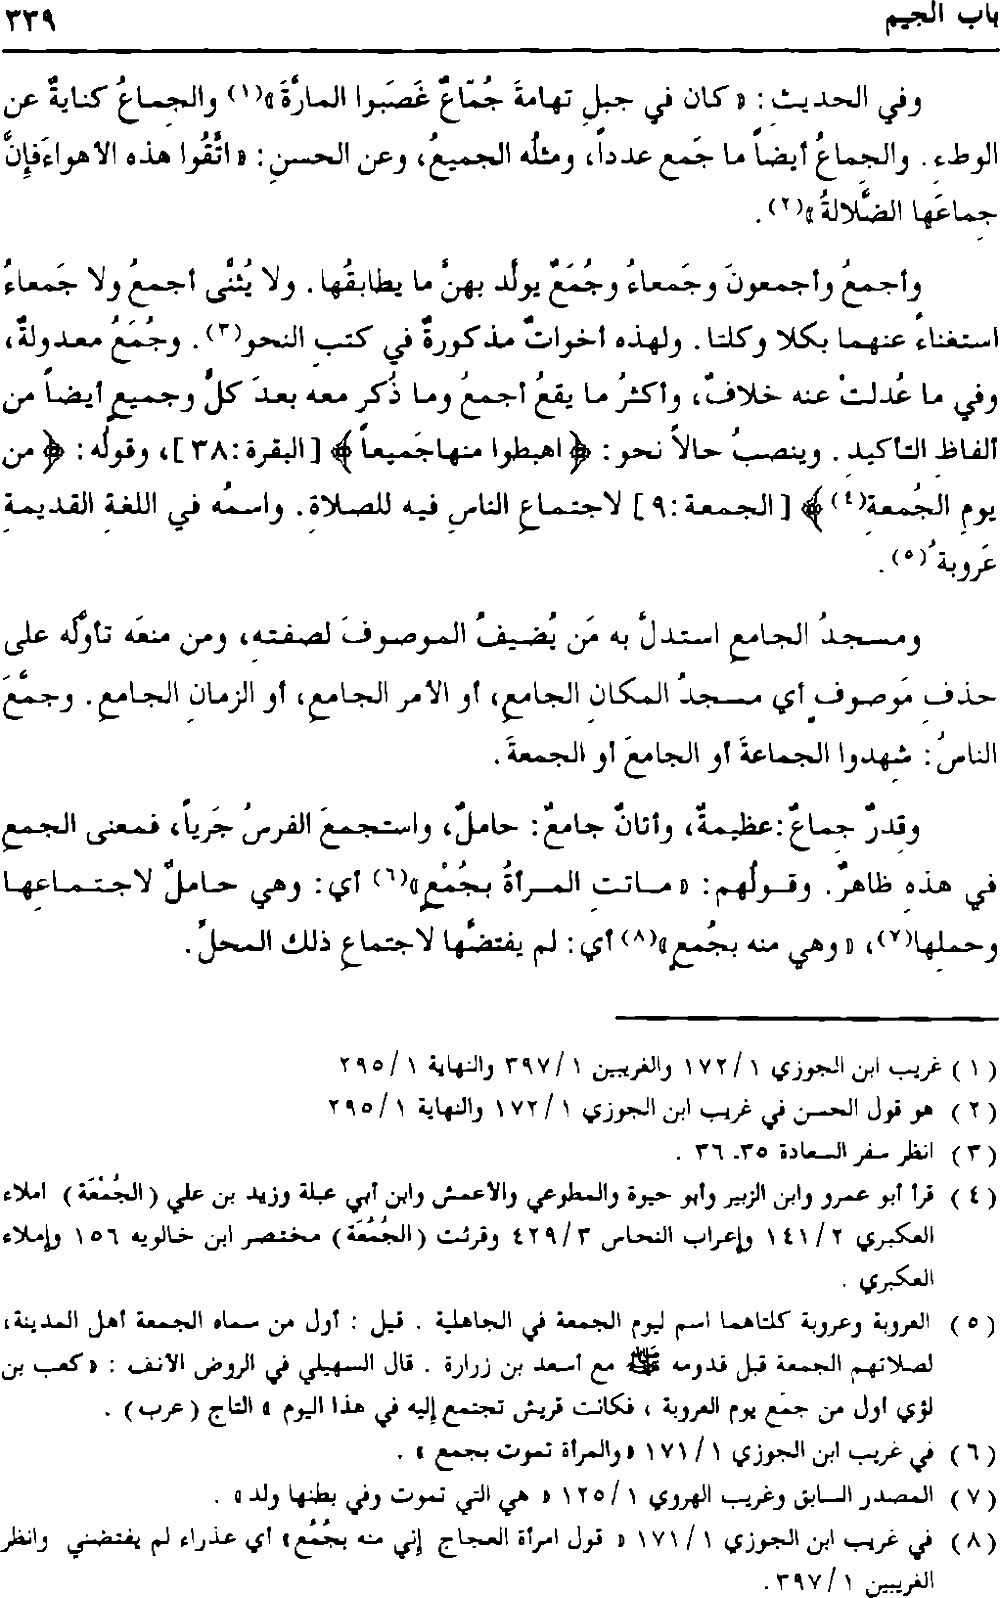 باب الجيم ٣٣٩
وفي الحديث: «كان في جبلِ تهامةَ جُمّاعٌ غَصَبوا المارَّةَ»(١) والجِماعُ كنايةٌ عن
الوطءِ. والجِماعُ أيضاً ما جَمع عدداً، ومثلُه الجميعُ، وعن الحسنِ: «اتَّقُوا هذه الأهواءَفإنَّ
جِماعَها الضَّلالةُ»(٢).
وأجمعُ وأجمعونَ وجَمعاءُ وجُمَعٌ يولَّد بهنَّ ما يطابقُها. ولا يُثنَّى أجمعُ ولا جَمعاءُ
استغناءً عنهما بكلا وكلتا. ولهذه أخواتٌ مذكورةٌ في كتبِ النحو(٣). وجُمَعُ معدولةٌ،
وفي ما عُدلتْ عنه خلافٌ، وأكثرُ ما يقعُ أجمعُ وما ذُكر معه بعدَ كلٍّ وجميعٍ أيضاً من
ألفاظِ التأكيدِ. وينصبُ حالاً نحو: ﴿اهبطوا منهاجَميعاً﴾ [البقرة:٣٨]، وقولُه: ﴿من
يومِ الجُمعةِ(٤)﴾ [الجمعة:٩] لاجتماعِ الناسِ فيه للصلاةِ. واسمُه في اللغةِ القديمةِ
عَروبةُ(٥).
ومسجدُ الجامعِ استدلَّ به مَن يُضيفُ الموصوفَ لصفتهِ، ومن منعَه تأوَّله على
حذفِ مَوصوفٍ أي مسجدُ المكانِ الجامعِ، أو الأمر الجامعِ، أو الزمانِ الجامعِ. وجمَّعَ
الناسُ: شهِدوا الجماعةَ أو الجامعَ أو الجمعةَ.
وقِدرٌ جِماعٌ:عظيمةٌ، وأتانٌ جامعٌ: حاملٌ، واستجمعَ الفرسُ جَرياً، فمعنى الجمعِ
في هذهِ ظاهرٌ. وقولُهم: «ماتتِ المرأةُ بجُمْعٍ»(٦) أي: وهي حاملٌ لاجتماعِها
وحملِها(٧)، «وهي منه بجُمعٍ»(٨) أي: لم يفتضَّها لاجتماعِ ذلك المحلِّ.
(١) غريب ابن الجوزي ١/ ١٧٢ والغريبين ١/ ٣٩٧ والنهاية ١/ ٢٩٥
(٢) هو قول الحسن في غريب ابن الجوزي ١/ ١٧٢ والنهاية ١/ ٢٩٥
(٣) انظر سفر السعادة ٣٥ـ ٣٦ .
(٤) قرأ أبو عمرو وابن الزبير وأبو حيوة والمطوعي والأعمش وابن أبي عبلة وزيد بن علي (الجُمْعَة) املاء
العكبري ٢/ ١٤١ وإعراب النحاس ٣/ ٤٢٩ وقرئت (الجُمُعَة) مختصر ابن خالويه ١٥٦ وإملاء
العكبري .
(٥) العروبة وعروبة كلتاهما اسم ليوم الجمعة في الجاهلية . قيل : أول من سماه الجمعة أهل المدينة،
لصلاتهم الجمعة قبل قدومه ﷺ مع أسعد بن زرارة . قال السهيلي في الروض الأنف : «كعب بن
لؤي أول من جمّع يوم العروبة ، فكانت قريش تجتمع إليه في هذا اليوم » التاج (عرب) .
(٦) في غريب ابن الجوزي ١/ ١٧١ «والمرأة تموت بجمع » .
(٧) المصدر السابق وغريب الهروي ١/ ١٢٥ « هي التي تموت وفي بطنها ولد» .
(٨) في غريب ابن الجوزي ١/ ١٧١ « قول امرأة العجاج إني منه بجُمُع» أي عذراء لم يفتضني وانظر
الغريبين ١/ ٣٩٧.